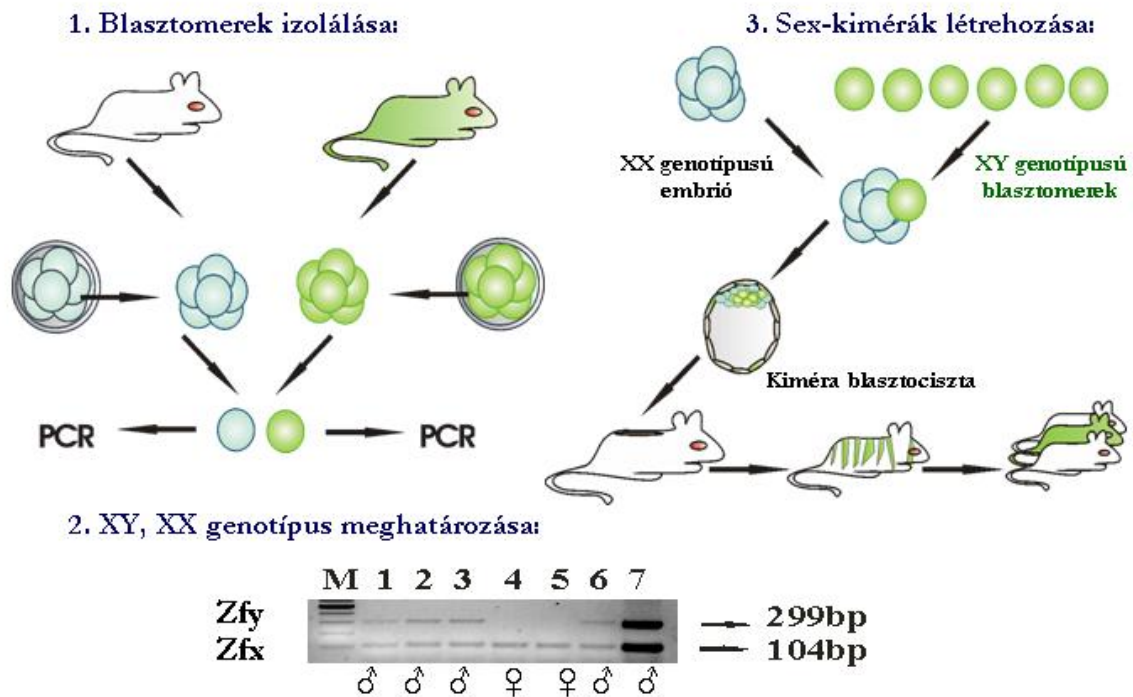 1. Blasztomerek izolálása:
PCR
PCR
3. Sex-kimérák létrehozása:
XX genotípusú
embrió
XY genotípusú
blasztomerek
Kiméra blasztociszta
2. XY, XX genotípus meghatározása:
M 1 2 3 4 5 6 7
Zfy 299bp
Zfx 104bp
♂ ♂ ♂ ♀ ♀ ♂ ♂